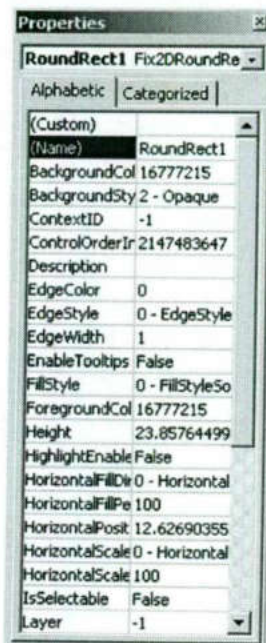 Properties
RoundRect1 Fix2DRoundRe
Alphabetic Categorized
(Custom)
(Name) RoundRect1
BackgroundCol 16777215
BackgroundSty 2 - Opaque
ContextID -1
ControlOrderIr 2147483647
Description
EdgeColor 0
EdgeStyle 0 - EdgeStyle
EdgeWidth 1
EnableTooltips False
FillStyle 0 - FillStyleSo
ForegroundCol 16777215
Height 23.85764499
HighlightEnable False
HorizontalFillDir 0 - Horizontal
HorizontalFillPe 100
HorizontalPosit 12.62690355
HorizontalScale 0 - Horizontal
HorizontalScale 100
IsSelectable False
Layer -1